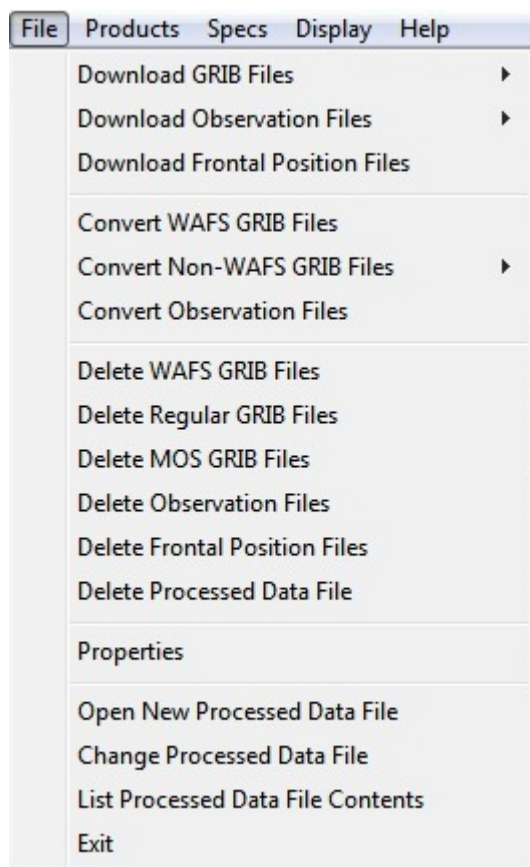 File Products Specs Display Help
Download GRIB Files
Download Observation Files
Download Frontal Position Files
Convert WAFS GRIB Files
Convert Non-WAFS GRIB Files
Convert Observation Files
Delete WAFS GRIB Files
Delete Regular GRIB Files
Delete MOS GRIB Files
Delete Observation Files
Delete Frontal Position Files
Delete Processed Data File
Properties
Open New Processed Data File
Change Processed Data File
List Processed Data File Contents
Exit